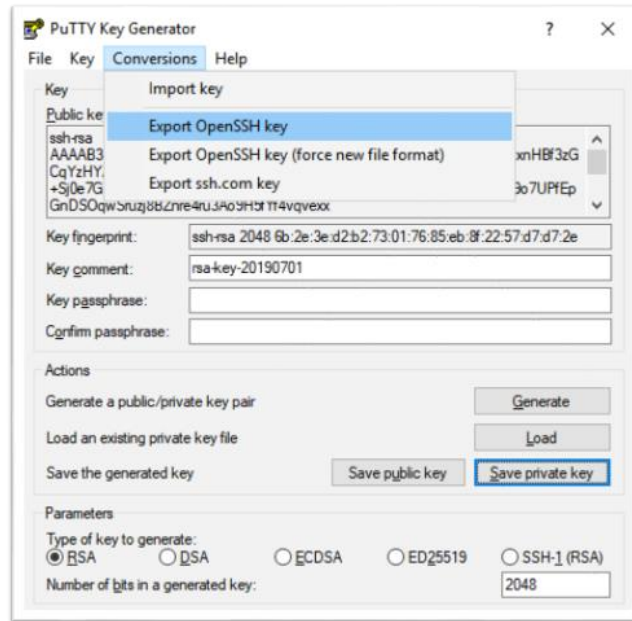 PuTTY Key Generator ? ×
File Key Conversions Help
Key
Public ke
Import key
Export OpenSSH key
Export OpenSSH key (force new file format)
Export ssh.com key
ssh-rsa
AAAAB3 xnHBf3zG
CqYzHY
+Sj0e7G 9o7UPfEp
Key fingerprint: ssh-rsa 2048 6b:2e:3e:d2:b2:73:01:76:85:eb:8f:22:57:d7:d7:2e
Key comment: rsa-key-20190701
Key passphrase:
Confirm passphrase:
Actions
Generate a public/private key pair Generate
Load an existing private key file Load
Save the generated key Save public key Save private key
Parameters
Type of key to generate:
RSA DSA ECDSA ED25519 SSH-1 (RSA)
Number of bits in a generated key: 2048